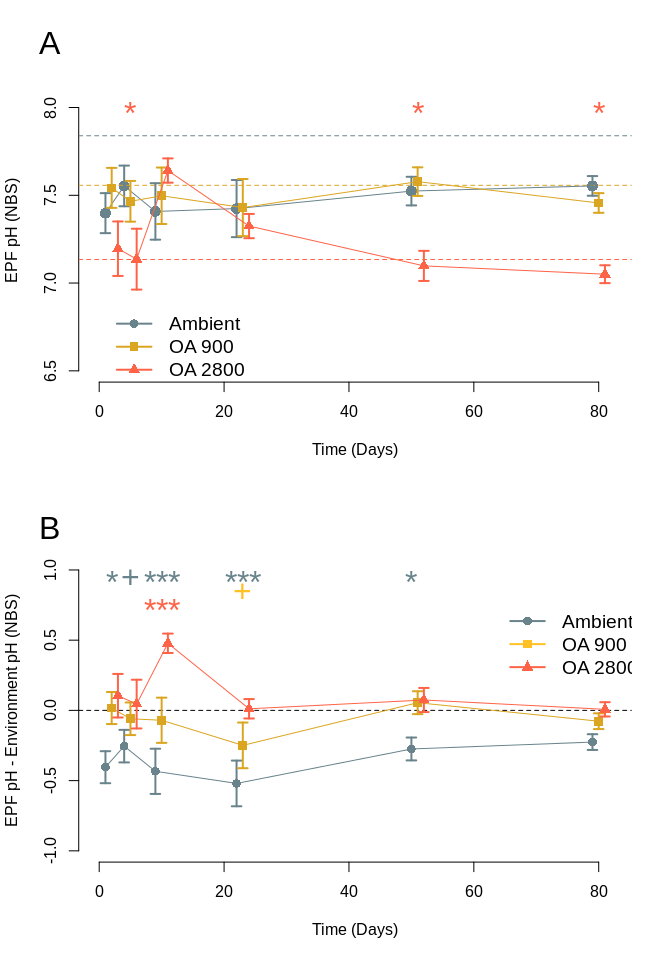 A
*
*
*
8.0
7.5
7.0
6.5
EPF pH (NBS)
Ambient
OA 900
OA 2800
0
20
40
60
80
Time (Days)
B
* + *** *** *
*** +
1.0
0.5
0.0
-0.5
-1.0
EPF pH - Environment pH (NBS)
Ambient
OA 900
OA 2800
0
20
40
60
80
Time (Days)